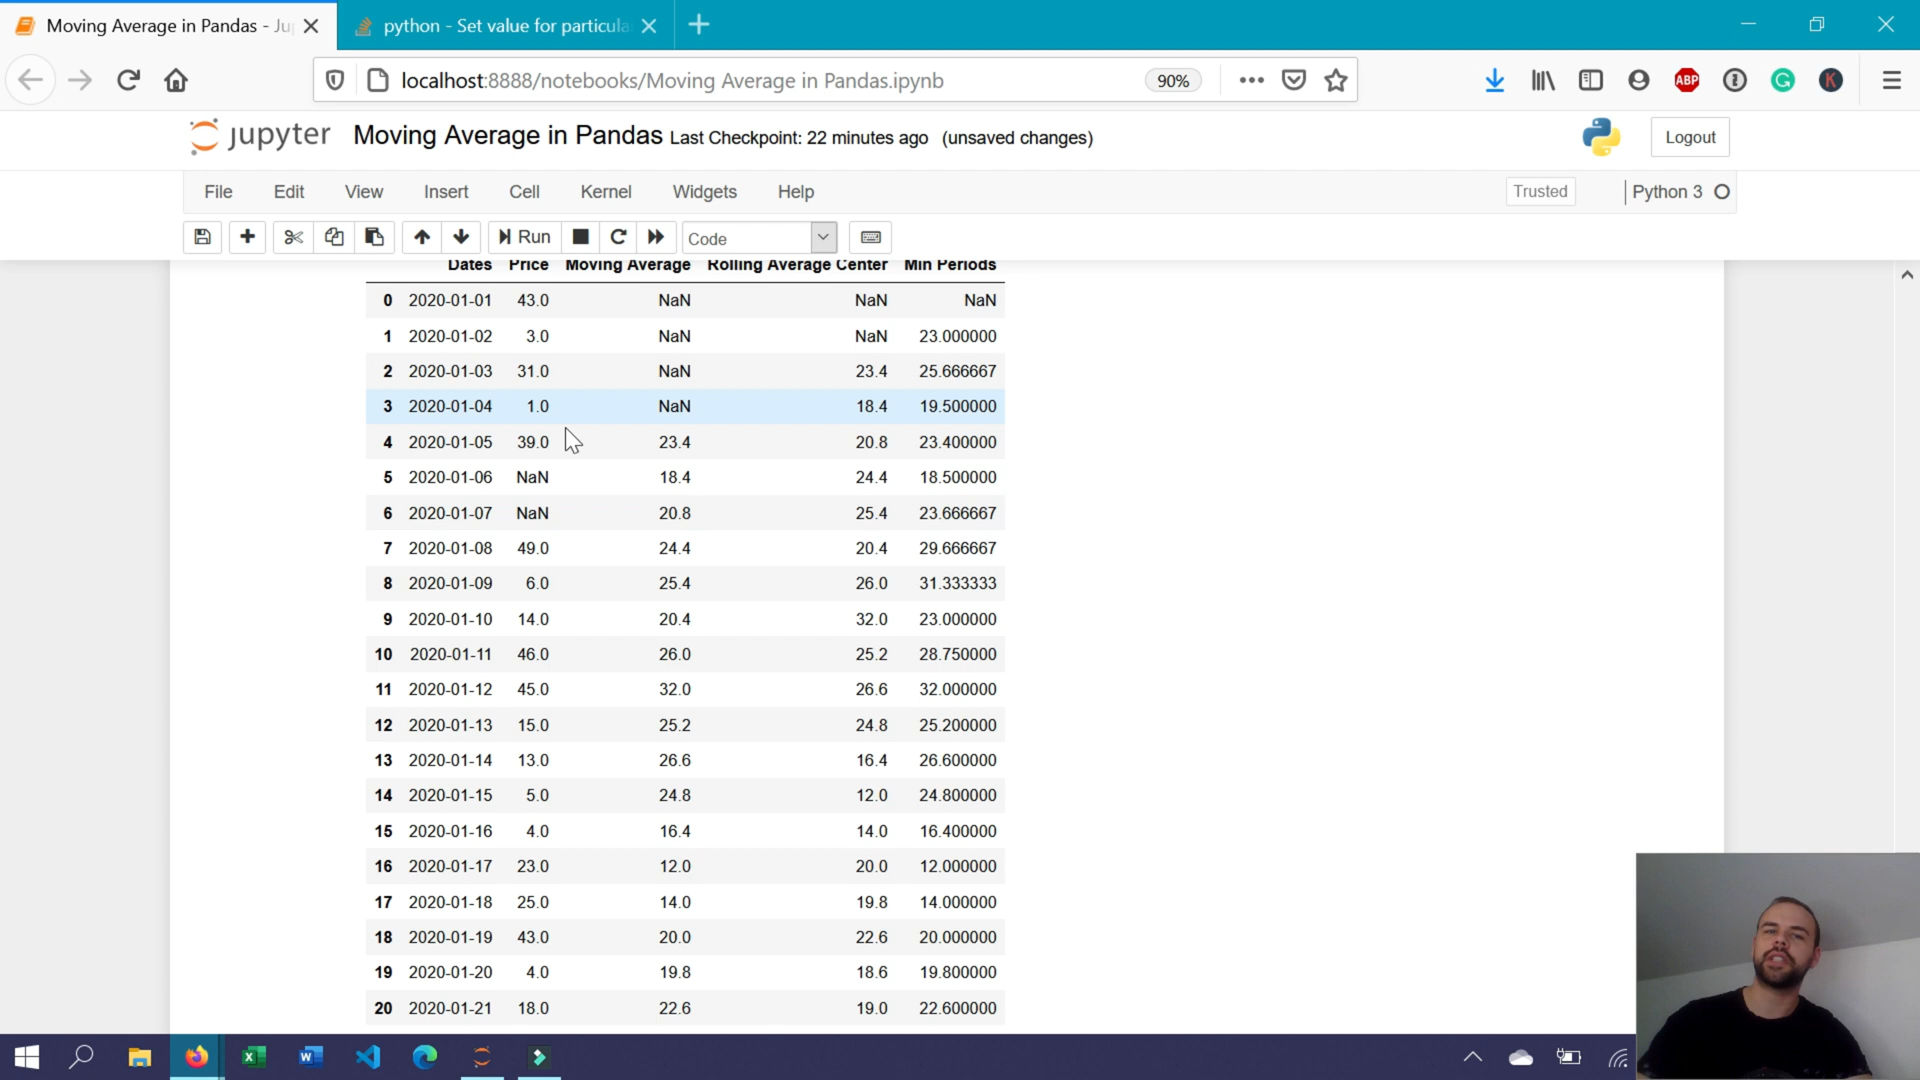 Moving Average in Pandas - Ju
python - Set value for particula
localhost:8888/notebooks/Moving Average in Pandas.ipynb
90%
ABP
G
K
jupyter Moving Average in Pandas Last Checkpoint: 22 minutes ago (unsaved changes)
Logout
File Edit View Insert Cell Kernel Widgets Help
Trusted
Python 3
Run
Code
Dates Price Moving Average Rolling Average Center Min Periods
0 2020-01-01 43.0 NaN NaN NaN
1 2020-01-02 3.0 NaN NaN 23.000000
2 2020-01-03 31.0 NaN 23.4 25.666667
3 2020-01-04 1.0 NaN 18.4 19.500000
4 2020-01-05 39.0 23.4 20.8 23.400000
5 2020-01-06 NaN 18.4 24.4 18.500000
6 2020-01-07 NaN 20.8 25.4 23.666667
7 2020-01-08 49.0 24.4 20.4 29.666667
8 2020-01-09 6.0 25.4 26.0 31.333333
9 2020-01-10 14.0 20.4 32.0 23.000000
10 2020-01-11 46.0 26.0 25.2 28.750000
11 2020-01-12 45.0 32.0 26.6 32.000000
12 2020-01-13 15.0 25.2 24.8 25.200000
13 2020-01-14 13.0 26.6 16.4 26.600000
14 2020-01-15 5.0 24.8 12.0 24.800000
15 2020-01-16 4.0 16.4 14.0 16.400000
16 2020-01-17 23.0 12.0 20.0 12.000000
17 2020-01-18 25.0 14.0 19.8 14.000000
18 2020-01-19 43.0 20.0 22.6 20.000000
19 2020-01-20 4.0 19.8 18.6 19.800000
20 2020-01-21 18.0 22.6 19.0 22.600000